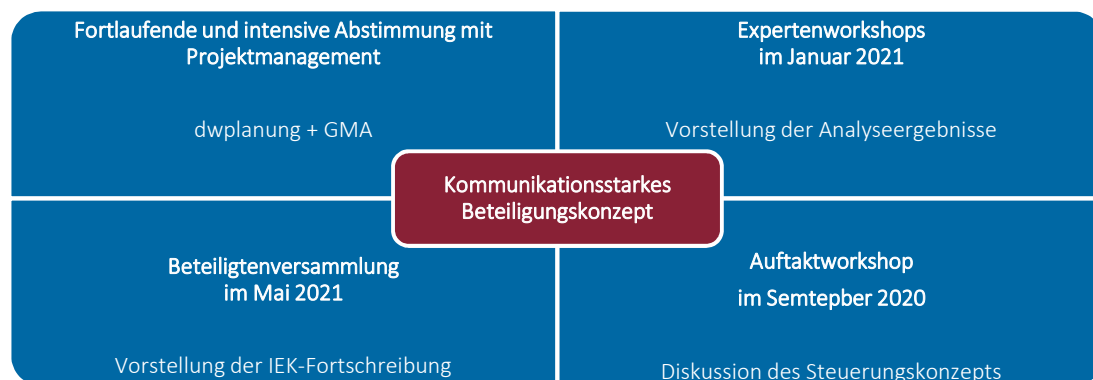 Fortlaufende und intensive Abstimmung mit
Projektmanagement
dwplanung + GMA
Expertenworkshops
im Januar 2021
Vorstellung der Analyseergebnisse
Kommunikationsstarkes
Beteiligungskonzept
Beteiligtenversammlung
im Mai 2021
Vorstellung der IEK-Fortschreibung
Auftaktworkshop
im Semtepber 2020
Diskussion des Steuerungskonzepts